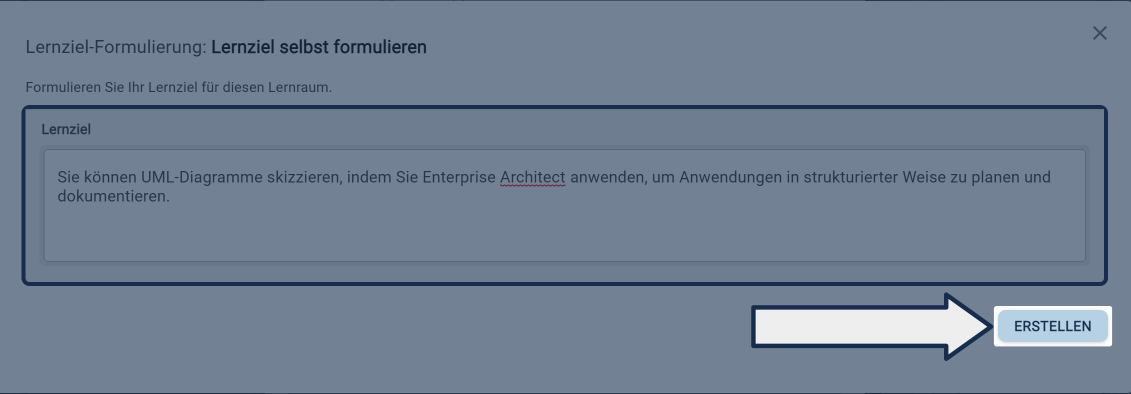 Lernziel-Formulierung: Lernziel selbst formulieren
Formulieren Sie Ihr Lernziel für diesen Lernraum.
Lernziel
Sie können UML-Diagramme skizzieren, indem Sie Enterprise Architect anwenden, um Anwendungen in strukturierter Weise zu planen und
dokumentieren.
ERSTELLEN